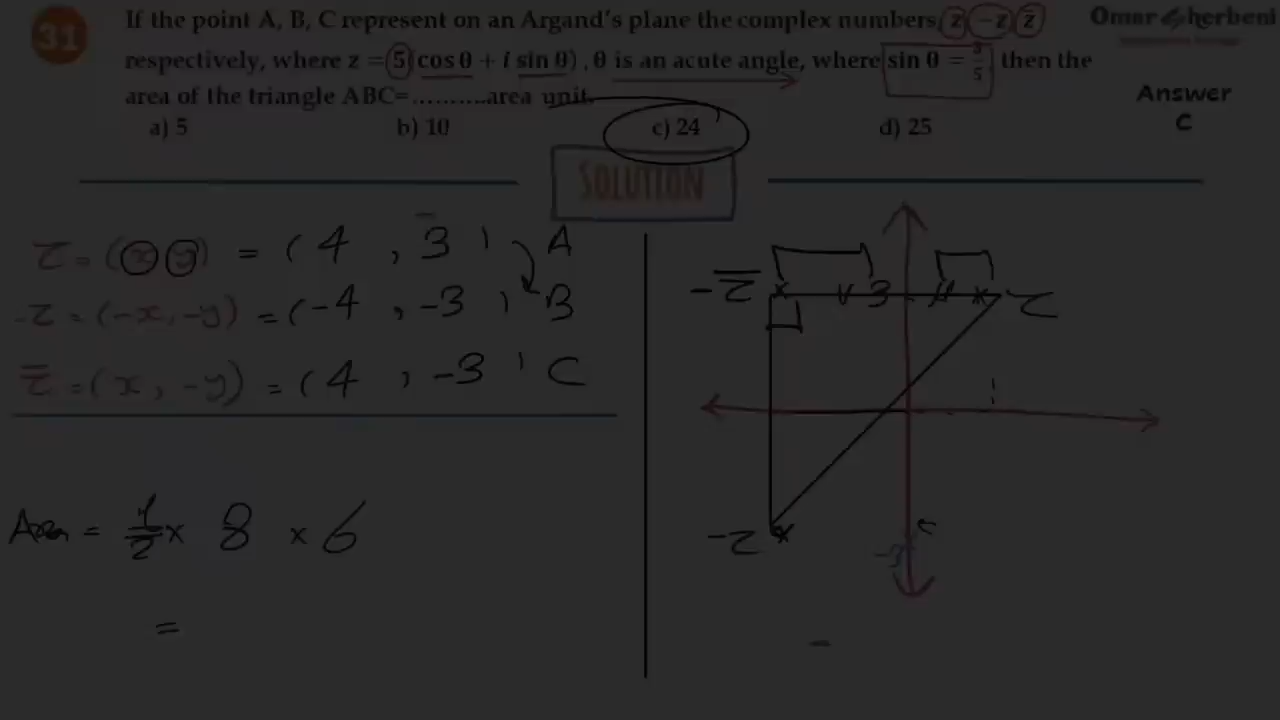 31
If the point A, B, C represent on an Argand's plane the complex numbers z -z z̅
respectively, where z = 5(cos θ + i sin θ), θ is an acute angle, where sin θ = 3/5, then the
area of the triangle ABC=..........area unit.
a) 5 b) 10 c) 24 d) 25
Answer
C
SOLUTION
z = (x, y) = (4, 3) A
-z = (-x, -y) = (-4, -3) B
z̅ = (x, -y) = (4, -3) C
Area = 1/2 x 8 x 6
=
-z̅
3
z
-z
-3